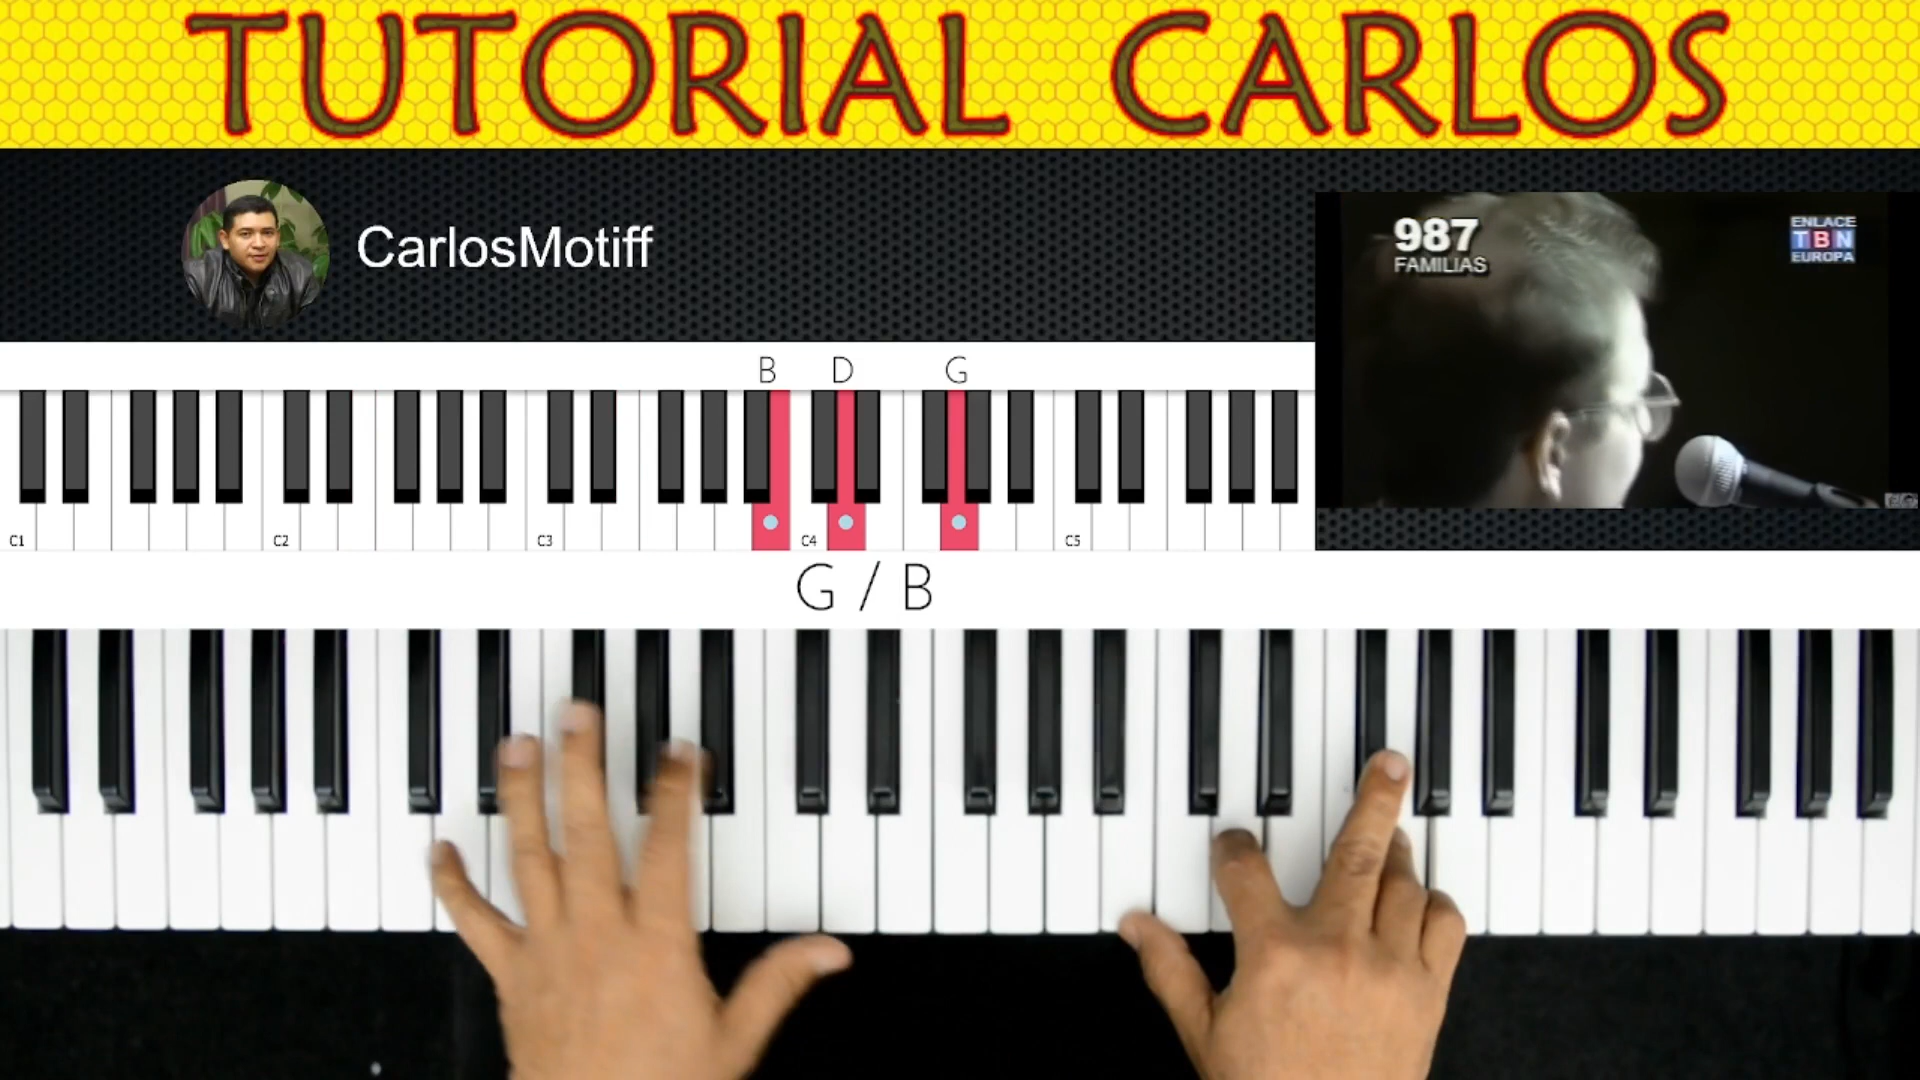 TUTORIAL CARLOS
CarlosMotiff
987
FAMILIAS
ENLACE
TBN
EUROPA
B D G
C1 C2 C3 C4 C5
G / B